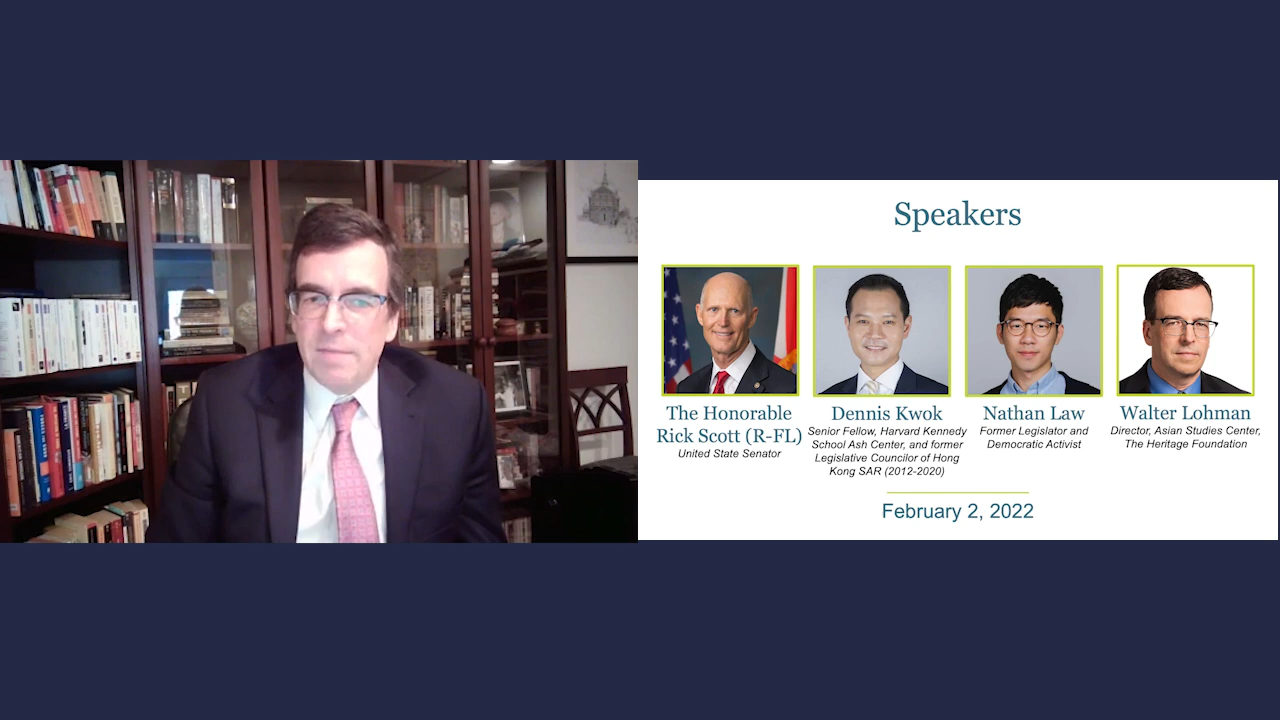 Speakers
The Honorable
Rick Scott (R-FL)
United State Senator
Dennis Kwok
Senior Fellow, Harvard Kennedy
School Ash Center, and former
Legislative Councilor of Hong
Kong SAR (2012-2020)
Nathan Law
Former Legislator and
Democratic Activist
Walter Lohman
Director, Asian Studies Center,
The Heritage Foundation
February 2, 2022